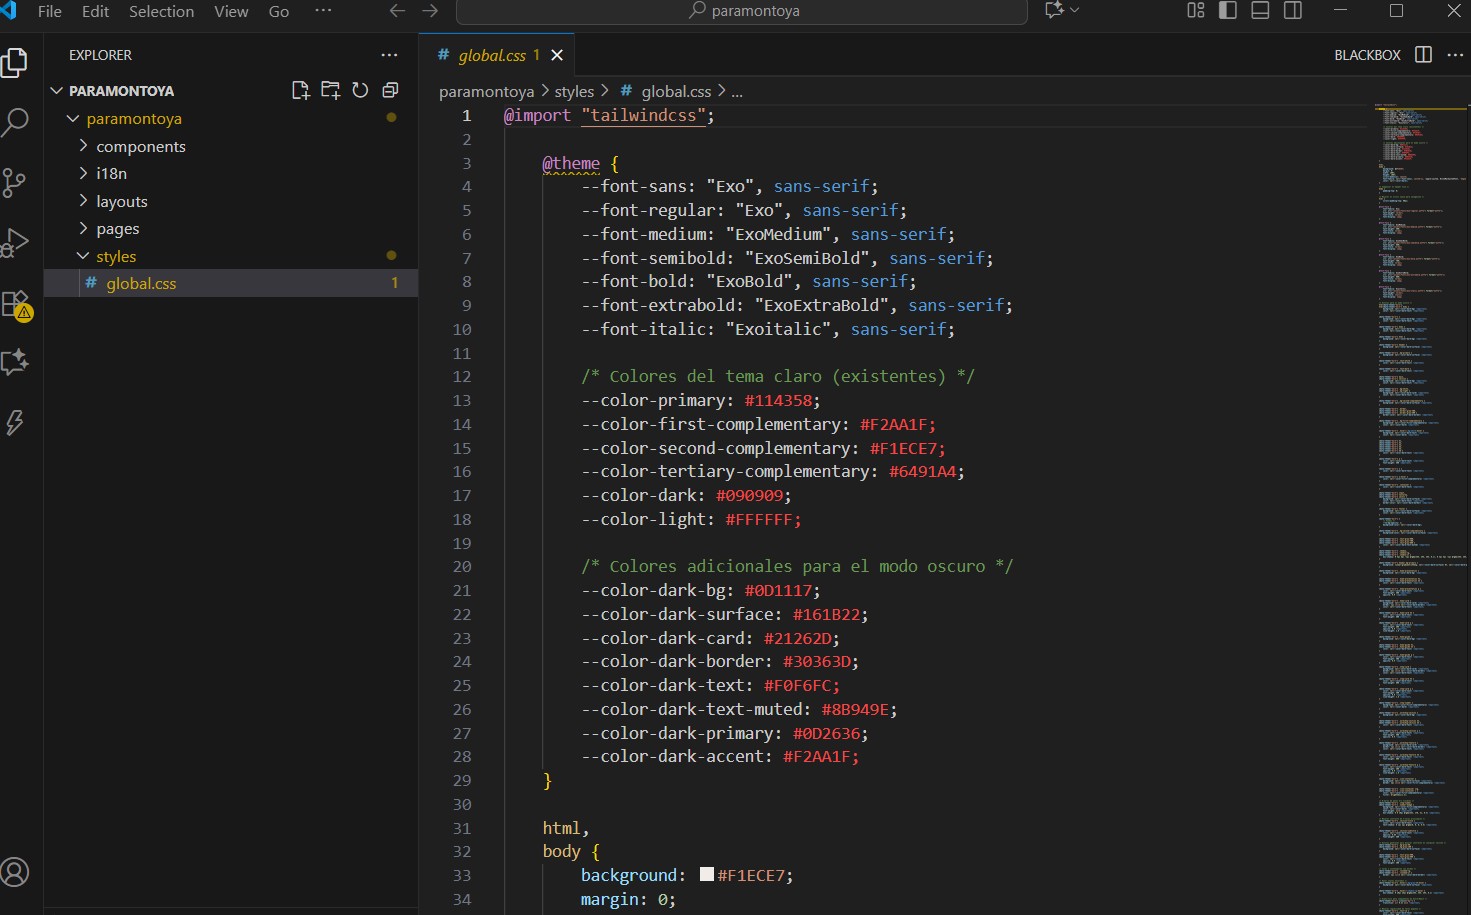 File Edit Selection View Go ··· paramontoya
EXPLORER ···
PARAMONTOYA
paramontoya
components
i18n
layouts
pages
styles
# global.css 1
# global.css 1
BLACKBOX ···
paramontoya > styles > # global.css > ...
1 @import "tailwindcss";
2
3 @theme {
4 --font-sans: "Exo", sans-serif;
5 --font-regular: "Exo", sans-serif;
6 --font-medium: "ExoMedium", sans-serif;
7 --font-semibold: "ExoSemiBold", sans-serif;
8 --font-bold: "ExoBold", sans-serif;
9 --font-extrabold: "ExoExtraBold", sans-serif;
10 --font-italic: "Exoitalic", sans-serif;
11
12 /* Colores del tema claro (existentes) */
13 --color-primary: #114358;
14 --color-first-complementary: #F2AA1F;
15 --color-second-complementary: #F1ECE7;
16 --color-tertiary-complementary: #6491A4;
17 --color-dark: #090909;
18 --color-light: #FFFFFF;
19
20 /* Colores adicionales para el modo oscuro */
21 --color-dark-bg: #0D1117;
22 --color-dark-surface: #161B22;
23 --color-dark-card: #21262D;
24 --color-dark-border: #30363D;
25 --color-dark-text: #F0F6FC;
26 --color-dark-text-muted: #8B949E;
27 --color-dark-primary: #0D2636;
28 --color-dark-accent: #F2AA1F;
29 }
30
31 html,
32 body {
33 background: #F1ECE7;
34 margin: 0;